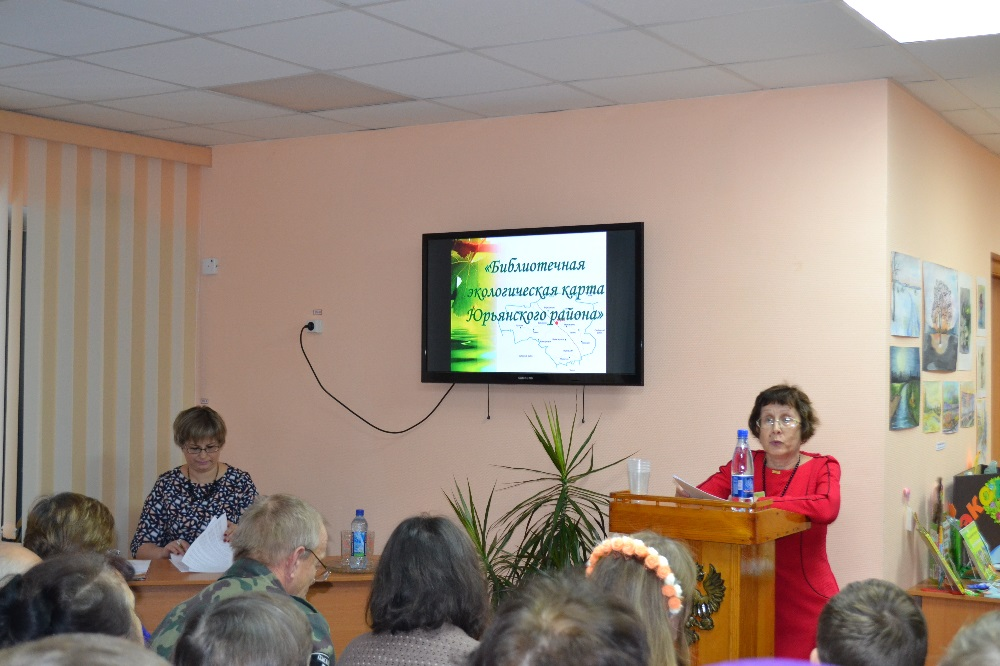 «Библиотечная
экологическая карта
Юрьянского района»